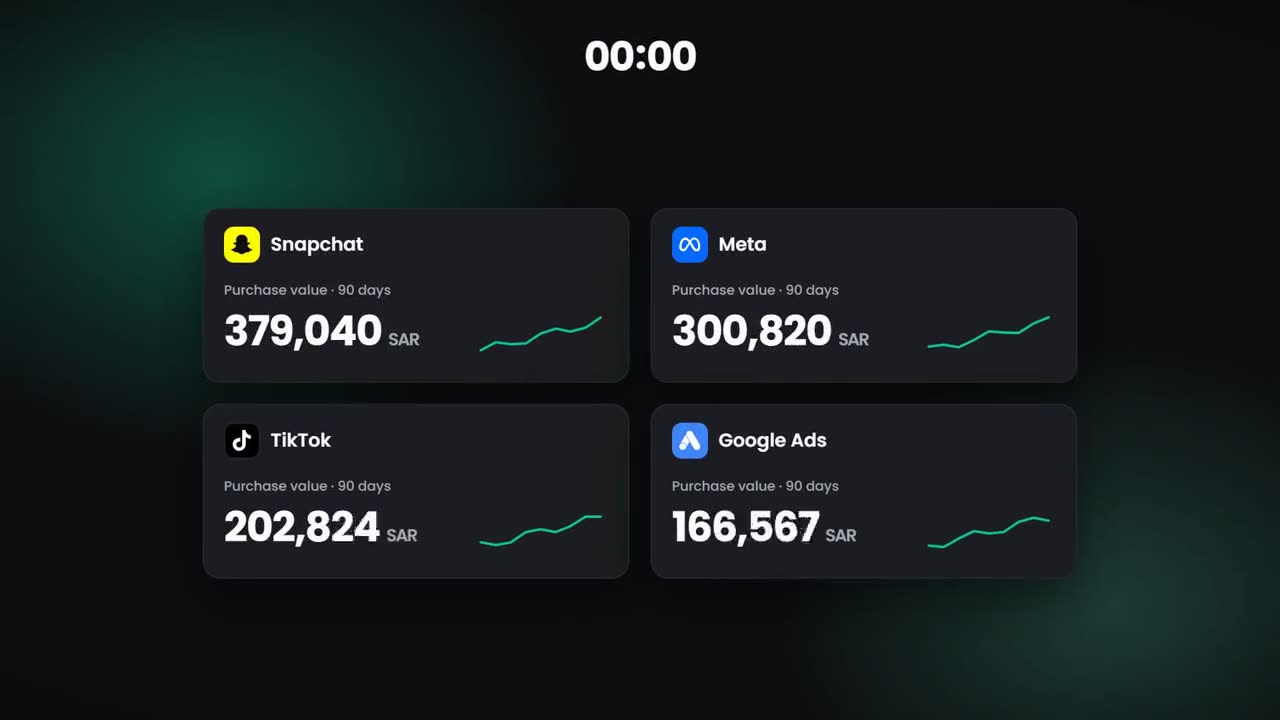 00:00
Snapchat
Purchase value · 90 days
379,040 SAR
Meta
Purchase value · 90 days
300,820 SAR
TikTok
Purchase value · 90 days
202,824 SAR
Google Ads
Purchase value · 90 days
166,567 SAR